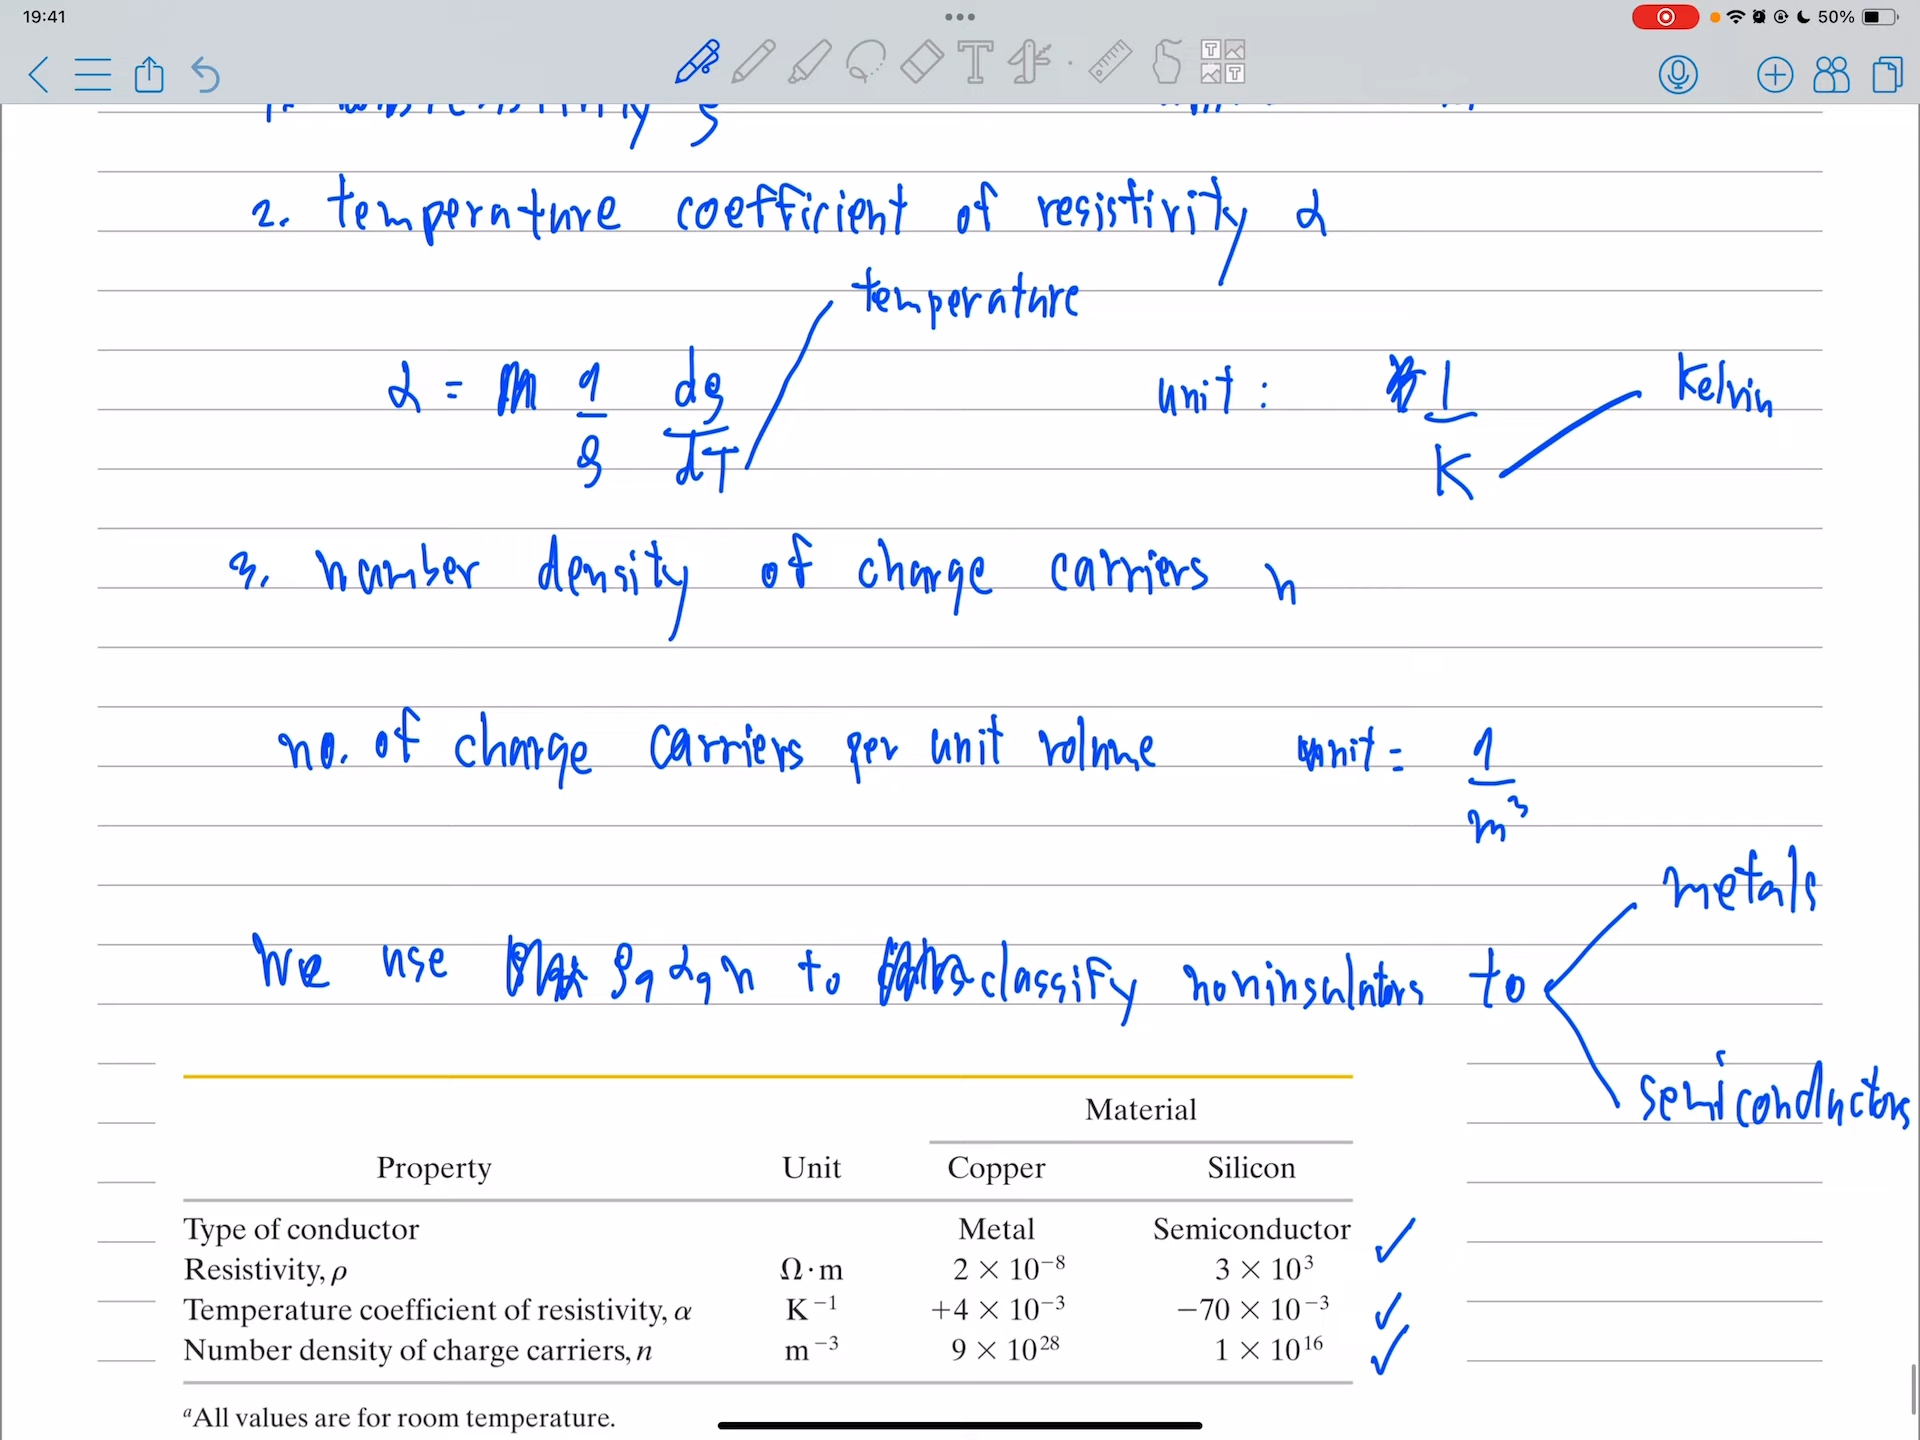 19:41
50%
2. temperature coefficient of resistivity α
temperature
α = 1/ρ dρ/dT unit: 1/K Kelvin
3. number density of charge carriers n
no. of charge carriers per unit volume unit = 1/m³
metals
We use ρ, α, n to classify noninsulators to
semiconductors
Material
Property Unit Copper Silicon
Type of conductor Metal Semiconductor ✓
Resistivity, ρ Ω·m 2 × 10⁻⁸ 3 × 10³
Temperature coefficient of resistivity, α K⁻¹ +4 × 10⁻³ −70 × 10⁻³ ✓
Number density of charge carriers, n m⁻³ 9 × 10²⁸ 1 × 10¹⁶ ✓
ᵃAll values are for room temperature.